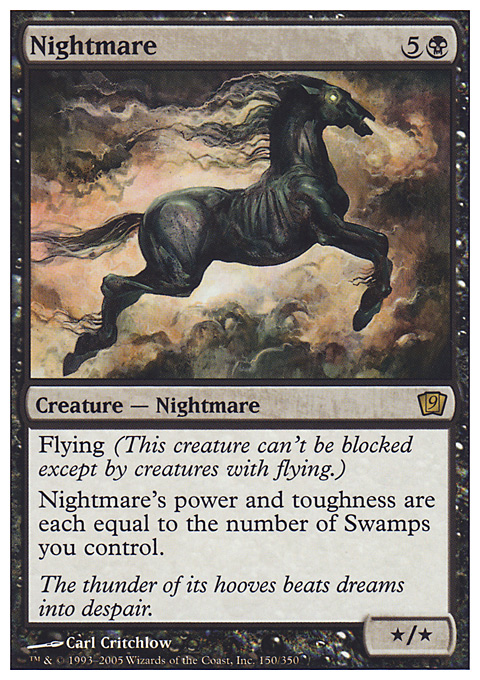 Nightmare 5
Creature — Nightmare 9
Flying (This creature can't be blocked
except by creatures with flying.)
Nightmare's power and toughness are
each equal to the number of Swamps
you control.
The thunder of its hooves beats dreams
into despair.
★/★
Carl Critchlow
™ & © 1993–2005 Wizards of the Coast, Inc. 150/350